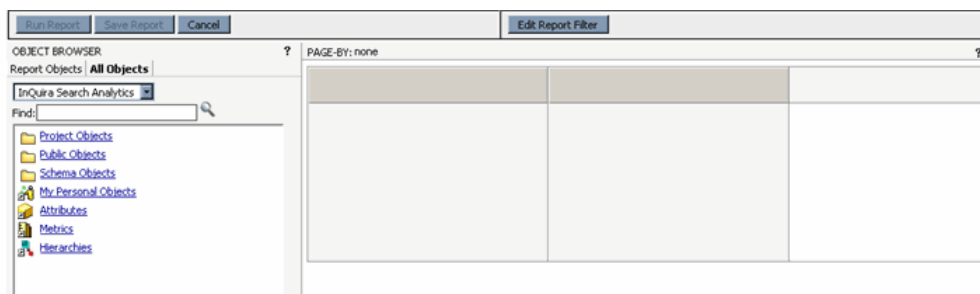 Run Report Save Report Cancel Edit Report Filter
OBJECT BROWSER ?
Report Objects All Objects
InQuira Search Analytics
Find:
Project Objects
Public Objects
Schema Objects
My Personal Objects
Attributes
Metrics
Hierarchies
PAGE-BY: none ?